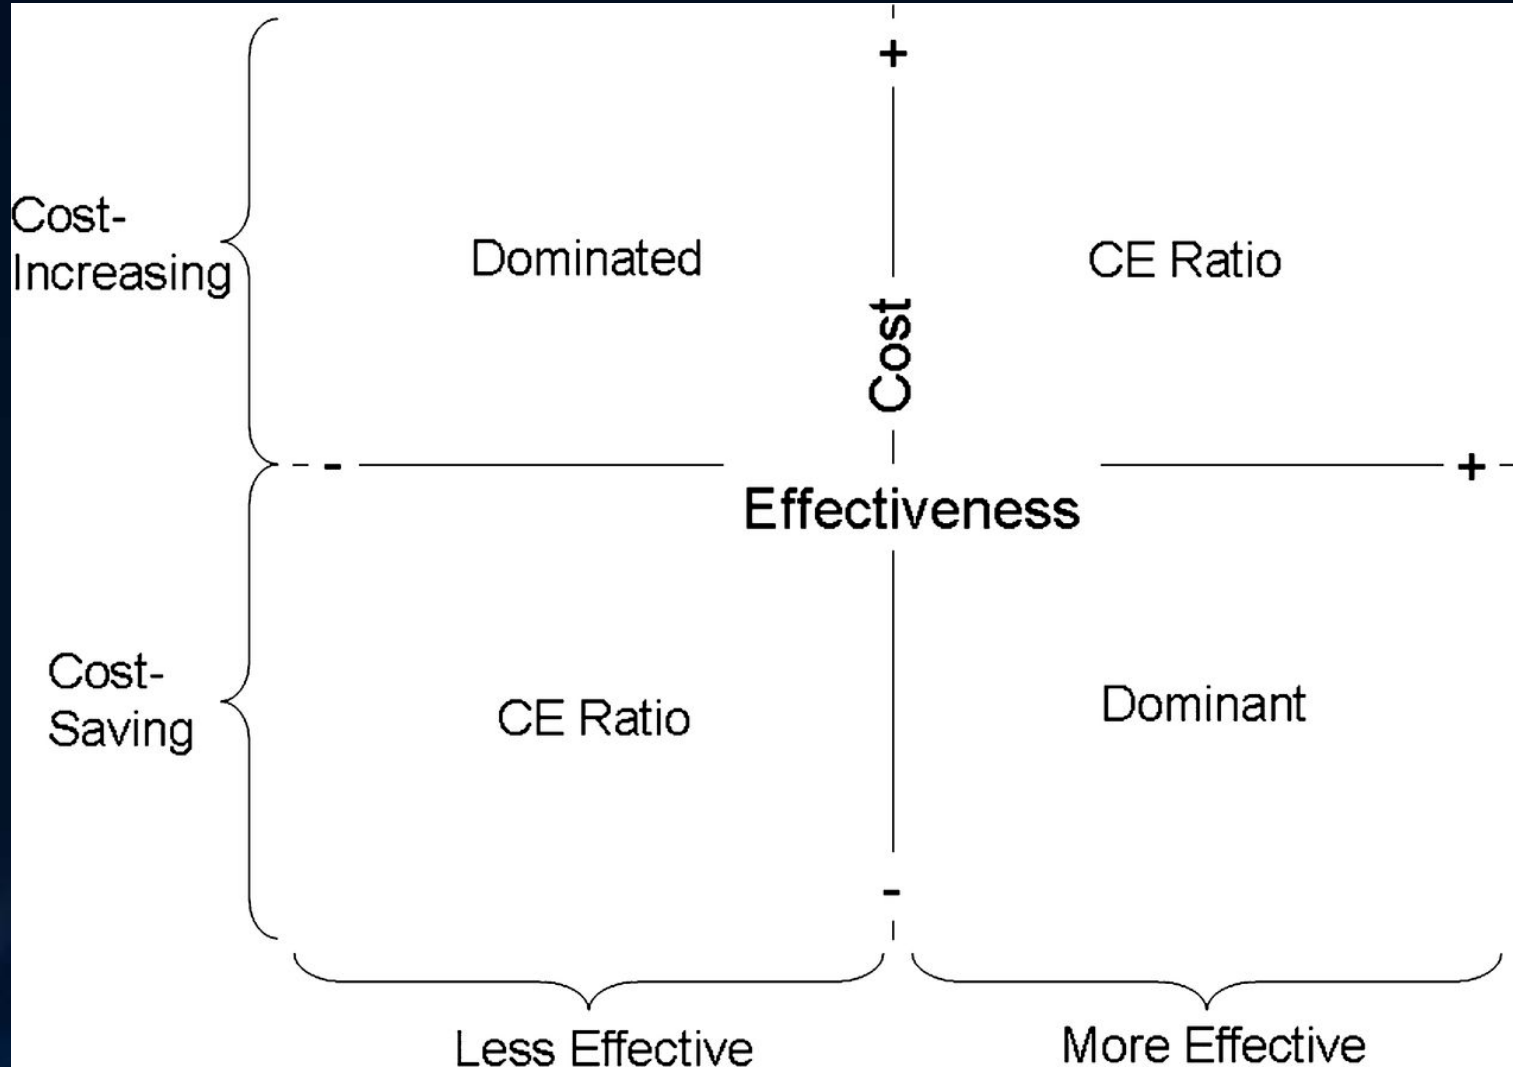 +
Cost-
Increasing
Dominated
CE Ratio
Cost
-
+
Effectiveness
Cost-
Saving
CE Ratio
Dominant
-
Less Effective
More Effective